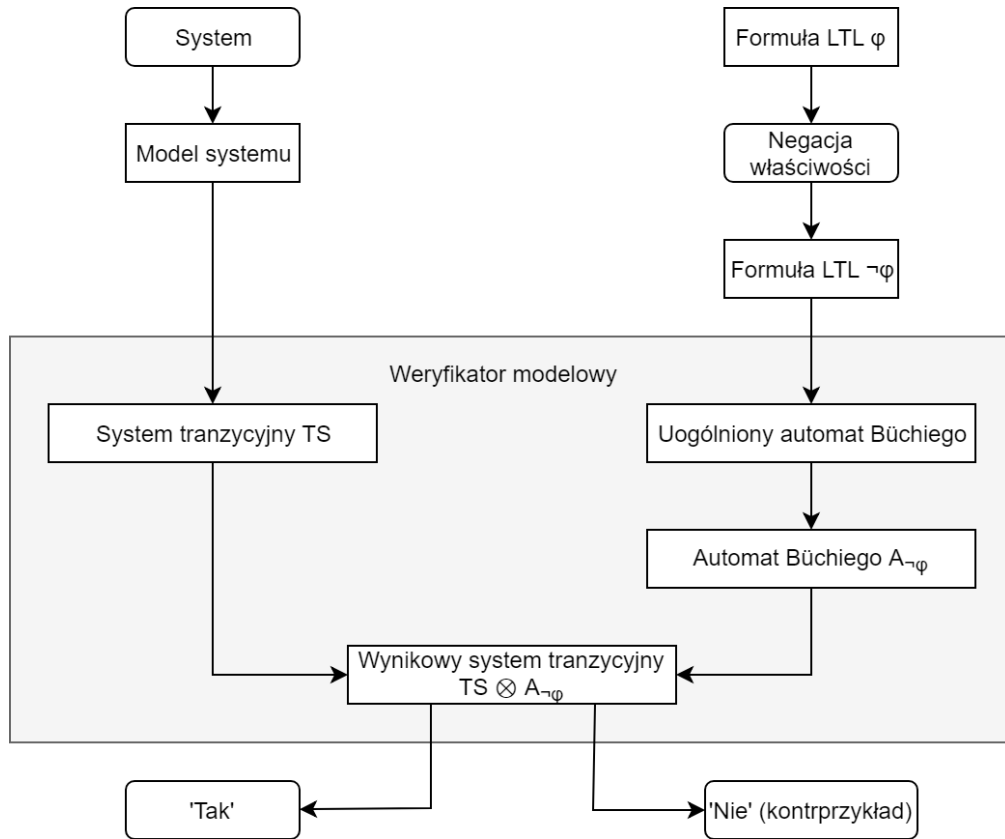 System
Formuła LTL φ
Model systemu
Negacja
właściwości
Formuła LTL ¬φ
Weryfikator modelowy
System tranzycyjny TS
Uogólniony automat Büchiego
Automat Büchiego A¬φ
Wynikowy system tranzycyjny
TS ⊗ A¬φ
'Tak'
'Nie' (kontrprzykład)